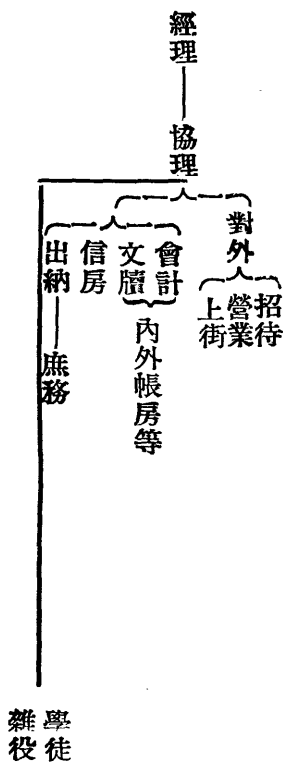 經理
協理
對外
招待
營業
上街
會計
文牘
信房
出納
內外帳房等
庶務
學徒
雜役